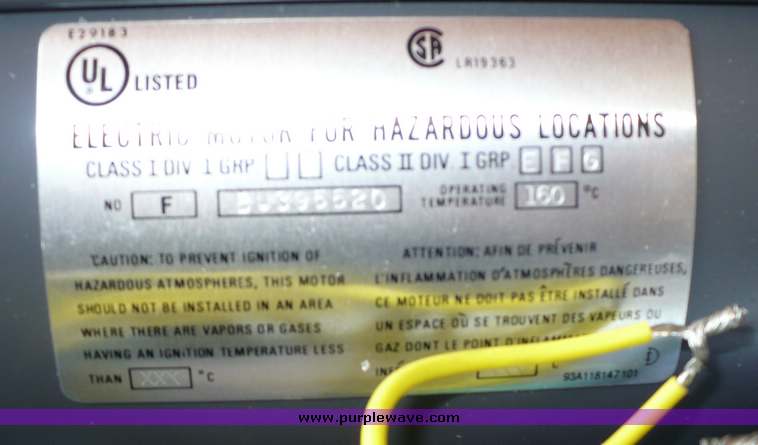 E29183
UL
LISTED
SA
LR19363
ELECTRIC MOTOR FOR HAZARDOUS LOCATIONS
CLASS I DIV I GRP CLASS II DIV. I GRP E F G
NO F OPERATING TEMPERATURE 160 °C
CAUTION: TO PREVENT IGNITION OF
HAZARDOUS ATMOSPHERES, THIS MOTOR
SHOULD NOT BE INSTALLED IN AN AREA
WHERE THERE ARE VAPORS OR GASES
HAVING AN IGNITION TEMPERATURE LESS
THAN XXX °C
ATTENTION: AFIN DE PRÉVENIR
L'INFLAMMATION D'ATMOSPHÈRES DANGEREUSES,
CE MOTEUR NE DOIT PAS ÊTRE INSTALLÉ DANS
UN ESPACE OÙ SE TROUVENT DES VAPEURS OU
GAZ DONT LE POINT
C
93A118147101
www.purplewave.com